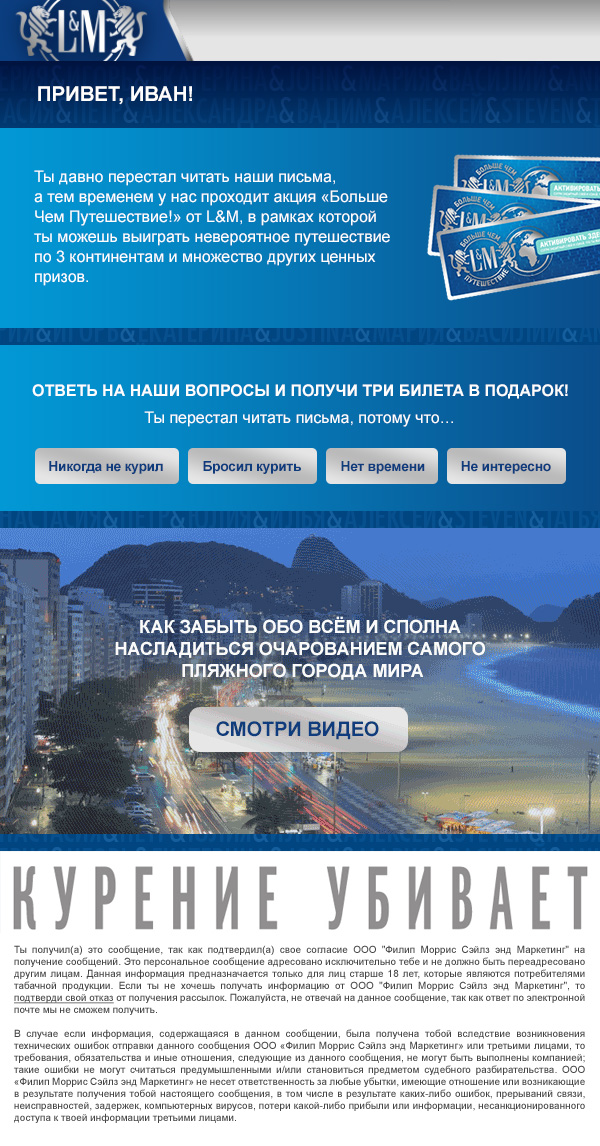 L&M
ПРИВЕТ, ИВАН!
Ты давно перестал читать наши письма,
а тем временем у нас проходит акция «Больше
Чем Путешествие!» от L&M, в рамках которой
ты можешь выиграть невероятное путешествие
по 3 континентам и множество других ценных
призов.
БОЛЬШЕ ЧЕМ
АКТИВИРОВАТЬ
БОЛЬШЕ ЧЕМ
БОЛЬШЕ ЧЕМ
АКТИВИРОВАТЬ ЗДЕ
L&M
ПУТЕШЕСТВИЕ
ОТВЕТЬ НА НАШИ ВОПРОСЫ И ПОЛУЧИ ТРИ БИЛЕТА В ПОДАРОК!
Ты перестал читать письма, потому что...
Никогда не курил
Бросил курить
Нет времени
Не интересно
КАК ЗАБЫТЬ ОБО ВСЁМ И СПОЛНА
НАСЛАДИТЬСЯ ОЧАРОВАНИЕМ САМОГО
ПЛЯЖНОГО ГОРОДА МИРА
СМОТРИ ВИДЕО
КУРЕНИЕ УБИВАЕТ
Ты получил(а) это сообщение, так как подтвердил(а) свое согласие ООО "Филип Моррис Сэйлз энд Маркетинг" на
получение сообщений. Это персональное сообщение адресовано исключительно тебе и не должно быть переадресовано
другим лицам. Данная информация предназначается только для лиц старше 18 лет, которые являются потребителями
табачной продукции. Если ты не хочешь получать информацию от ООО "Филип Моррис Сэйлз энд Маркетинг", то
подтверди свой отказ от получения рассылок. Пожалуйста, не отвечай на данное сообщение, так как ответ по электронной
почте мы не сможем получить.
В случае если информация, содержащаяся в данном сообщении, была получена тобой вследствие возникновения
технических ошибок отправки данного сообщения ООО «Филип Моррис Сэйлз энд Маркетинг» или третьими лицами, то
требования, обязательства и иные отношения, следующие из данного сообщения, не могут быть выполнены компанией;
такие ошибки не могут считаться предумышленными и/или становиться предметом судебного разбирательства. ООО
«Филип Моррис Сэйлз энд Маркетинг» не несет ответственность за любые убытки, имеющие отношение или возникающие
в результате получения тобой настоящего сообщения, в том числе в результате каких-либо ошибок, прерываний связи,
неисправностей, задержек, компьютерных вирусов, потери какой-либо прибыли или информации, несанкционированного
доступа к твоей информации третьими лицами.